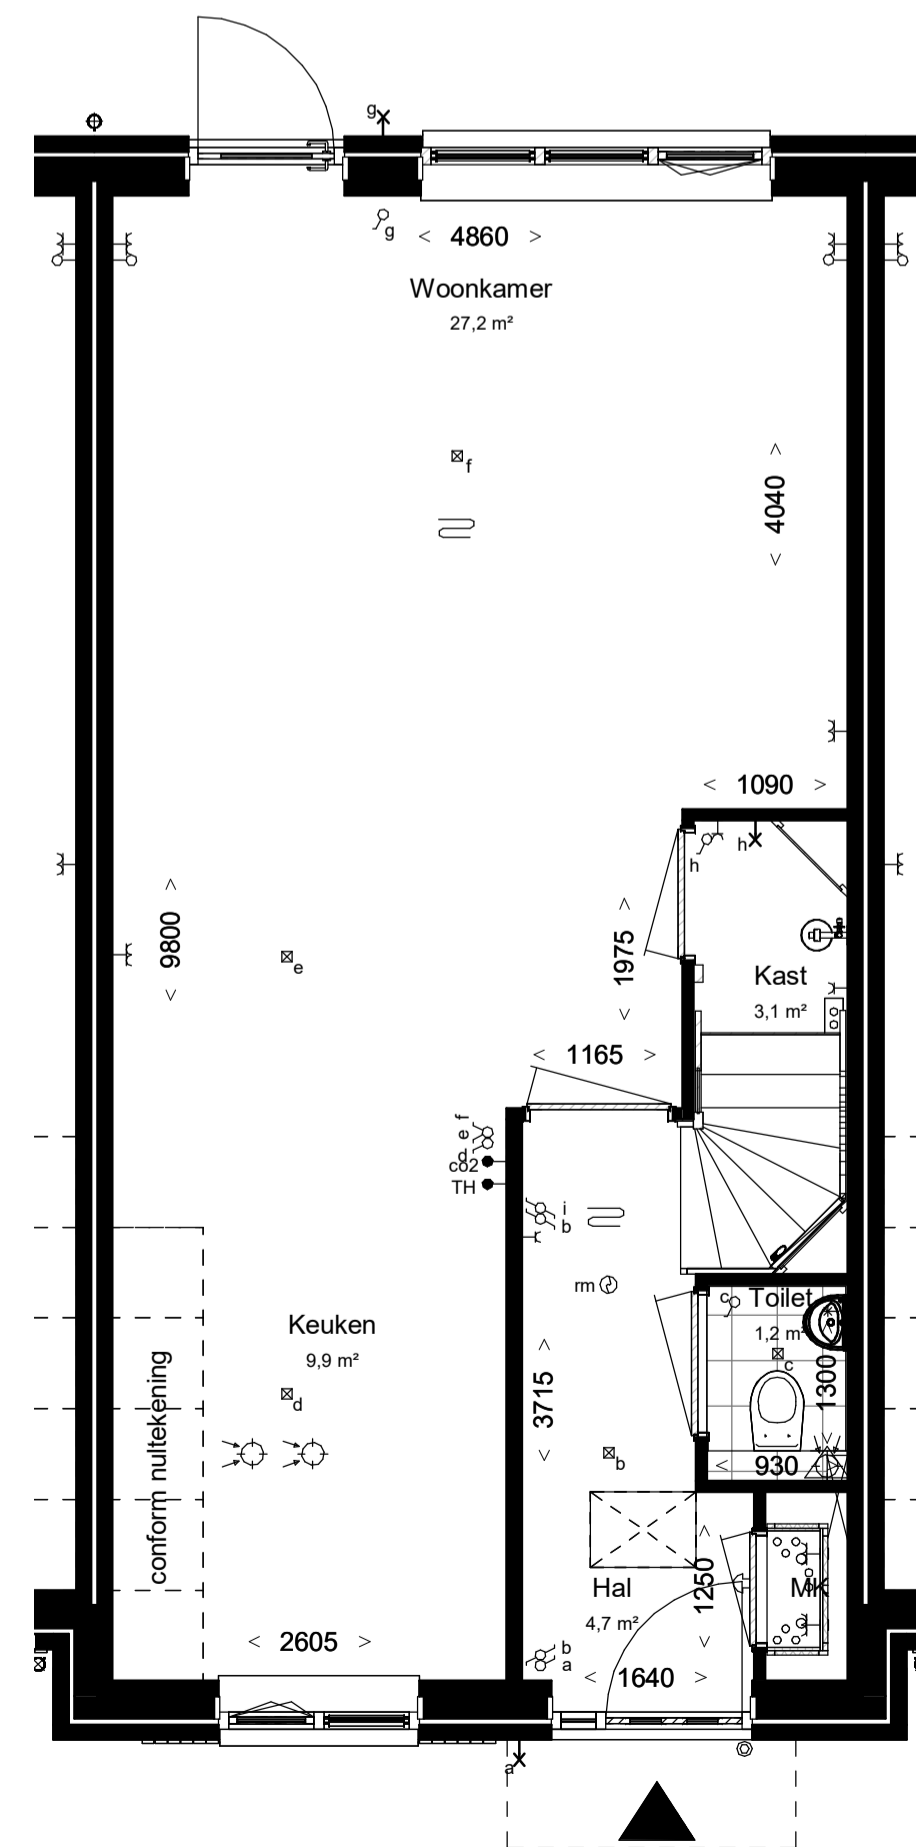 g
g
< 4860 >
Woonkamer
27,2 m²
f
< 4040 >
< 1090 >
h
h
< 9800 >
< 1975 >
e
Kast
3,1 m²
< 1165 >
f
e
d
co2
TH
i
b
rm
c
Toilet
1,2 m²
c
1300 >
Keuken
9,9 m²
d
conform nultekening
< 3715 >
b
< 930 >
< 1250 >
Hal
4,7 m²
MK
< 2605 >
b
a
< 1640 >
a